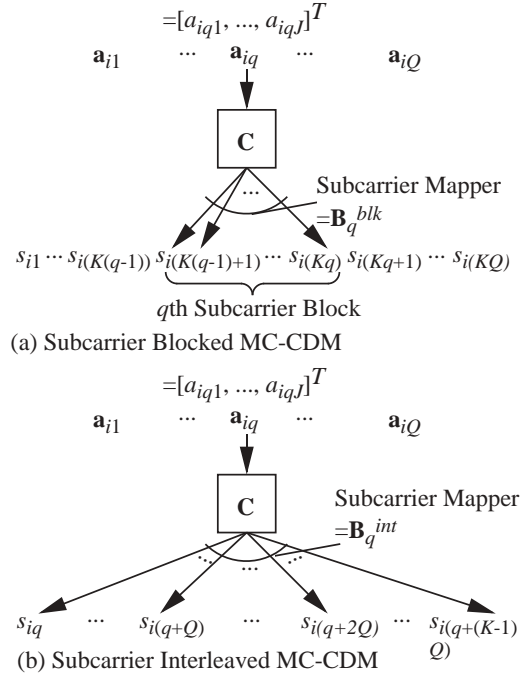 =[a_{iq1}, ..., a_{iqJ}]^T
a_{i1} ... a_{iq} ... a_{iQ}
C
...
Subcarrier Mapper
=B_q^{blk}
s_{i1} ... s_{i(K(q-1))} s_{i(K(q-1)+1)} ... s_{i(Kq)} s_{i(Kq+1)} ... s_{i(KQ)}
qth Subcarrier Block
(a) Subcarrier Blocked MC-CDM
=[a_{iq1}, ..., a_{iqJ}]^T
a_{i1} ... a_{iq} ... a_{iQ}
C
Subcarrier Mapper
=B_q^{int}
... ... ...
s_{iq} ... s_{i(q+Q)} ... s_{i(q+2Q)} ... s_{i(q+(K-1)Q)}
(b) Subcarrier Interleaved MC-CDM